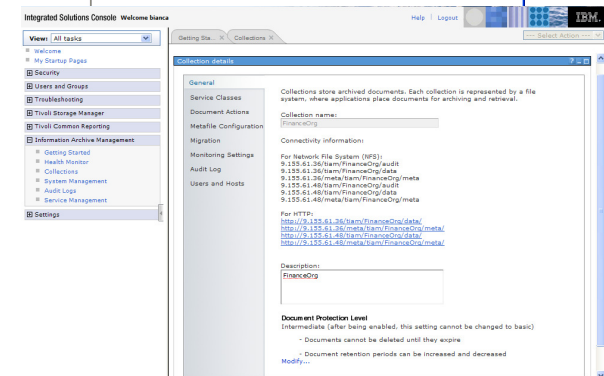 Integrated Solutions Console Welcome bianca
Help Logout
IBM.
View: All tasks
Welcome
My Startup Pages
Security
Users and Groups
Troubleshooting
Tivoli Storage Manager
Tivoli Common Reporting
Information Archive Management
Getting Started
Health Monitor
Collections
System Management
Audit Logs
Service Management
Settings
Getting Sta... X Collections X
--- Select Action ---
Collection details
General
Service Classes
Document Actions
Metafile Configuration
Migration
Monitoring Settings
Audit Log
Users and Hosts
Collections store archived documents. Each collection is represented by a file
system, where applications place documents for archiving and retrieval.
Collection name:
FinanceOrg
Connectivity information:
For Network File System (NFS):
9.155.61.36/tiam/FinanceOrg/audit
9.155.61.36/tiam/FinanceOrg/data
9.155.61.36/meta/tiam/FinanceOrg/meta
9.155.61.48/tiam/FinanceOrg/audit
9.155.61.48/tiam/FinanceOrg/data
9.155.61.48/meta/tiam/FinanceOrg/meta
For HTTP:
http://9.155.61.36/tiam/FinanceOrg/data/
http://9.155.61.36/meta/tiam/FinanceOrg/meta/
http://9.155.61.48/tiam/FinanceOrg/data/
http://9.155.61.48/meta/tiam/FinanceOrg/meta/
Description:
FinanceOrg
Document Protection Level
Intermediate (after being enabled, this setting cannot be changed to basic)
- Documents cannot be deleted until they expire
- Document retention periods can be increased and decreased
Modify...